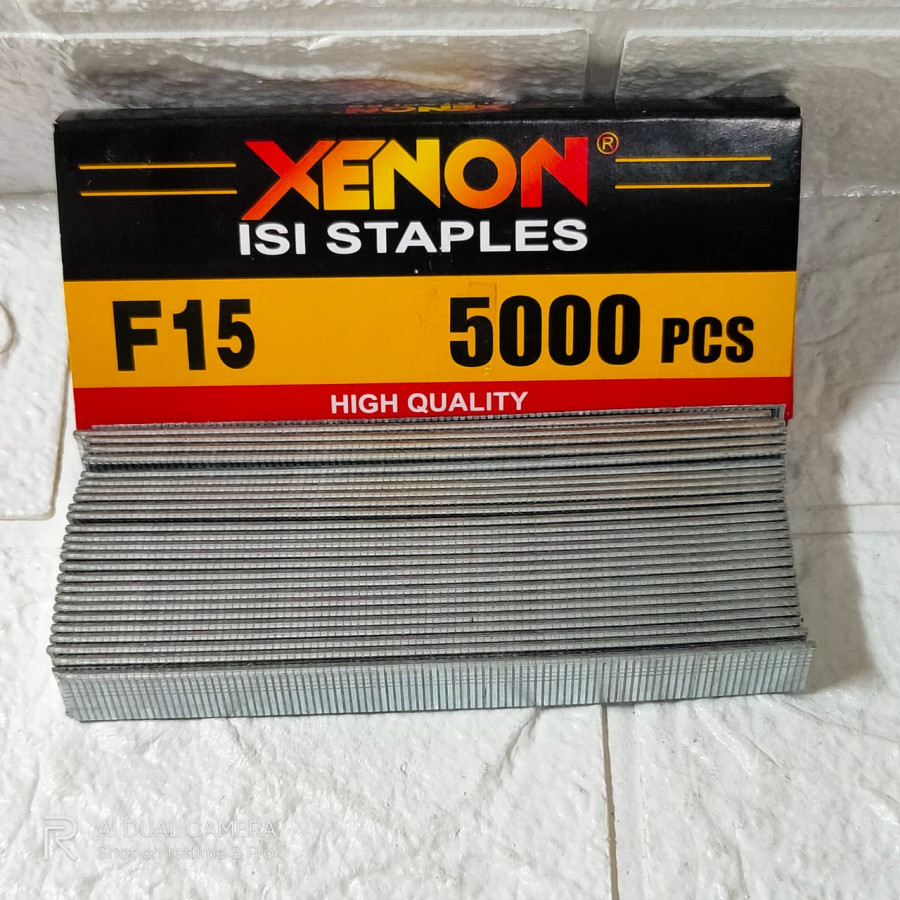 XENON®
ISI STAPLES
F15 5000 PCS
HIGH QUALITY
AI DUAL CAMERA
Shot on realme 5 Pro